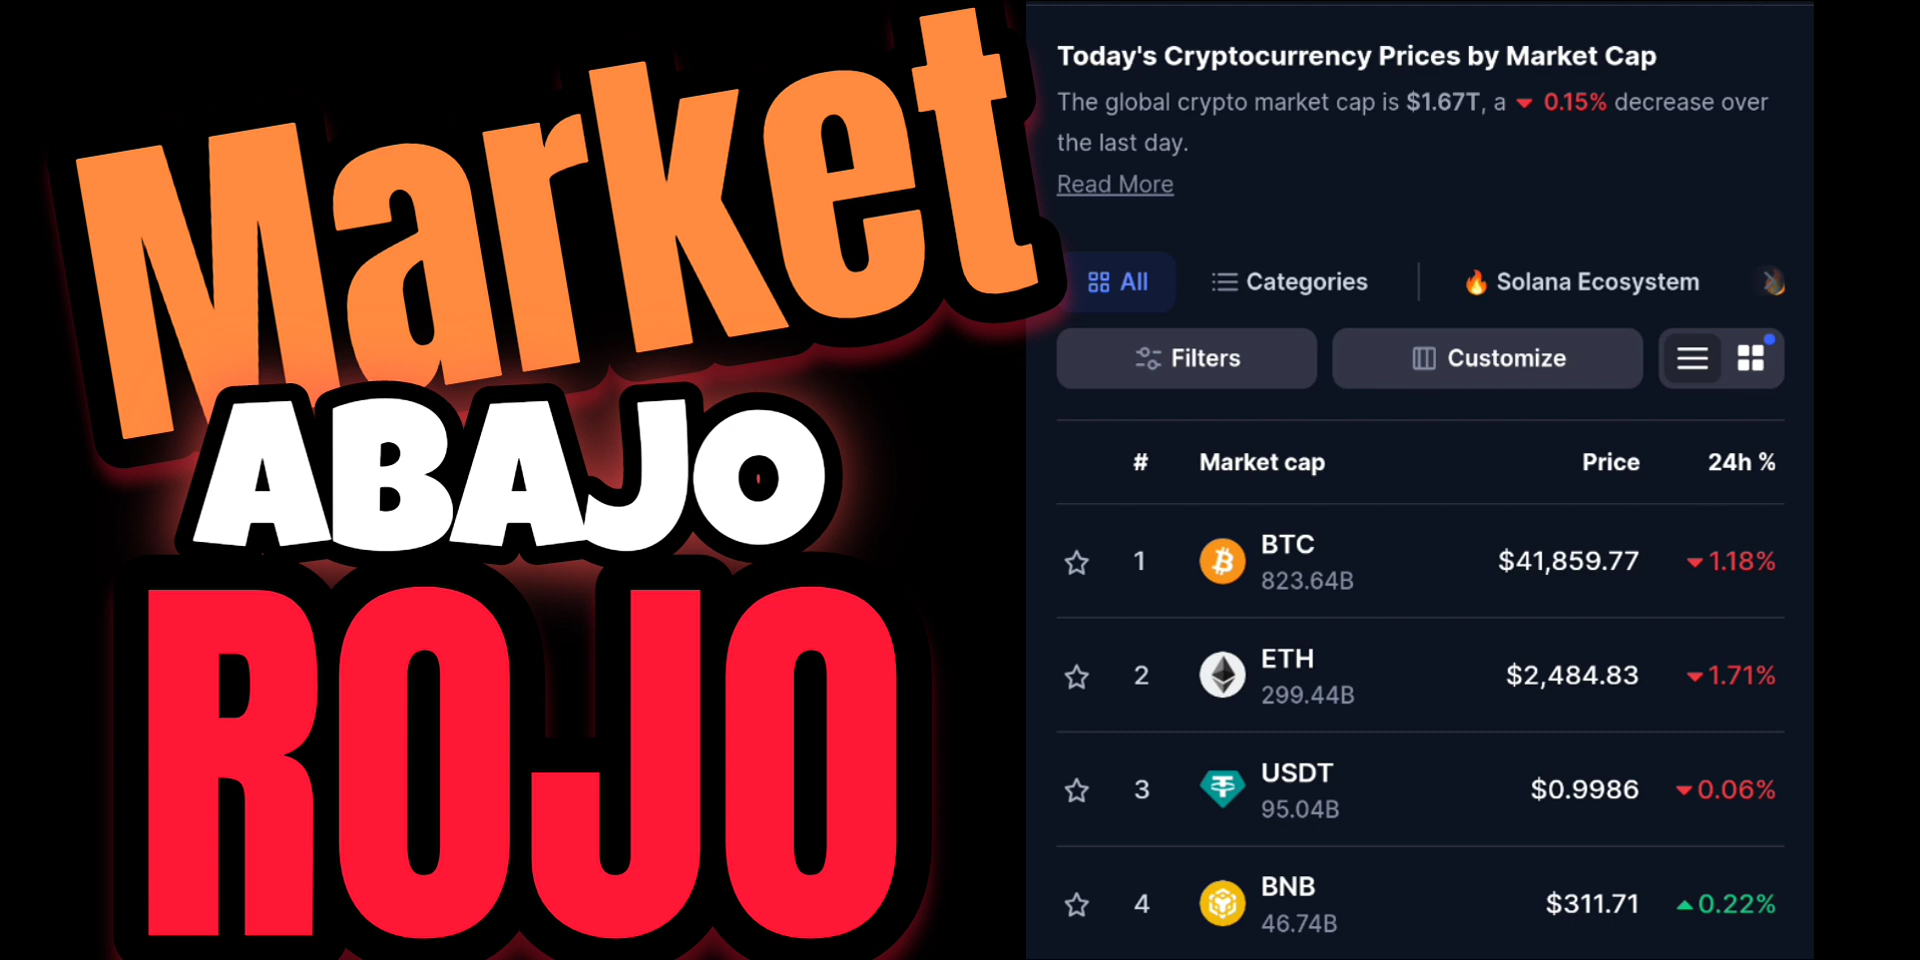 Market
ABAJO
ROJO
Today's Cryptocurrency Prices by Market Cap
The global crypto market cap is $1.67T, a ▼ 0.15% decrease over
the last day.
Read More
All Categories Solana Ecosystem
Filters Customize
# Market cap Price 24h %
1 BTC $41,859.77 ▼1.18%
823.64B
2 ETH $2,484.83 ▼1.71%
299.44B
3 USDT $0.9986 ▼0.06%
95.04B
4 BNB $311.71 ▲0.22%
46.74B